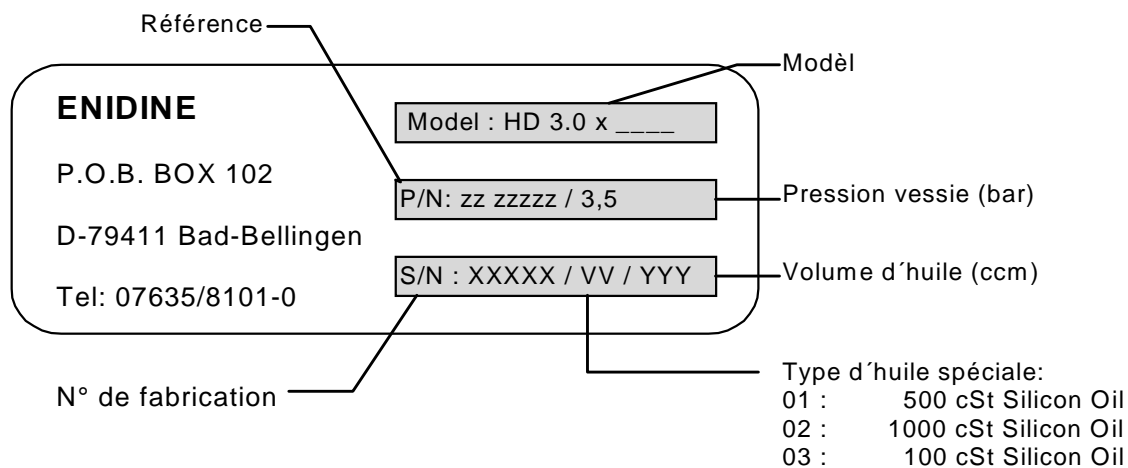 Référence
Modèl
ENIDINE
Model : HD 3.0 x ____
P.O.B. BOX 102
P/N: zz zzzzz / 3,5
Pression vessie (bar)
D-79411 Bad-Bellingen
S/N : XXXXX / VV / YYY
Volume d´huile (ccm)
Tel: 07635/8101-0
N° de fabrication
Type d´huile spéciale:
01 : 500 cSt Silicon Oil
02 : 1000 cSt Silicon Oil
03 : 100 cSt Silicon Oil